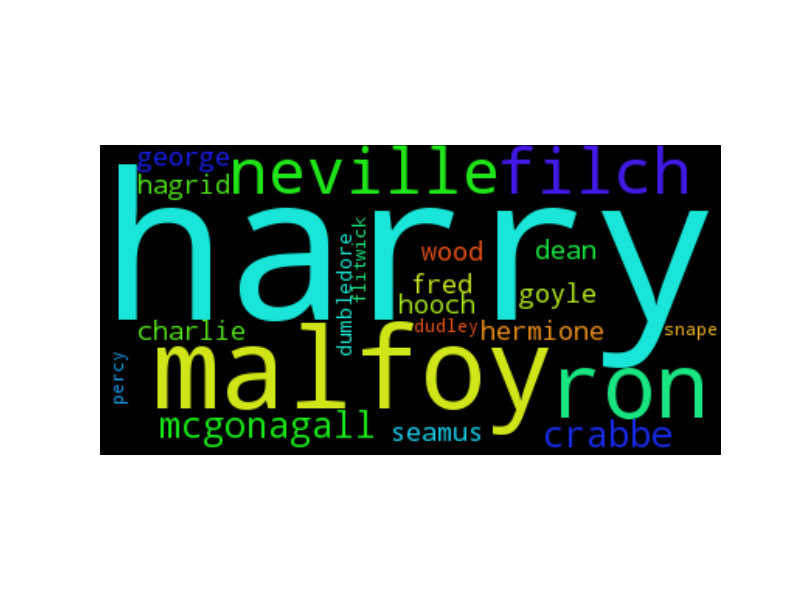 george
hagrid
neville
filch
harry
dumbledore
flitwick
wood
dean
fred
hooch
goyle
charlie
dudley
hermione
snape
percy
malfoy
ron
mcgonagall
seamus
crabbe